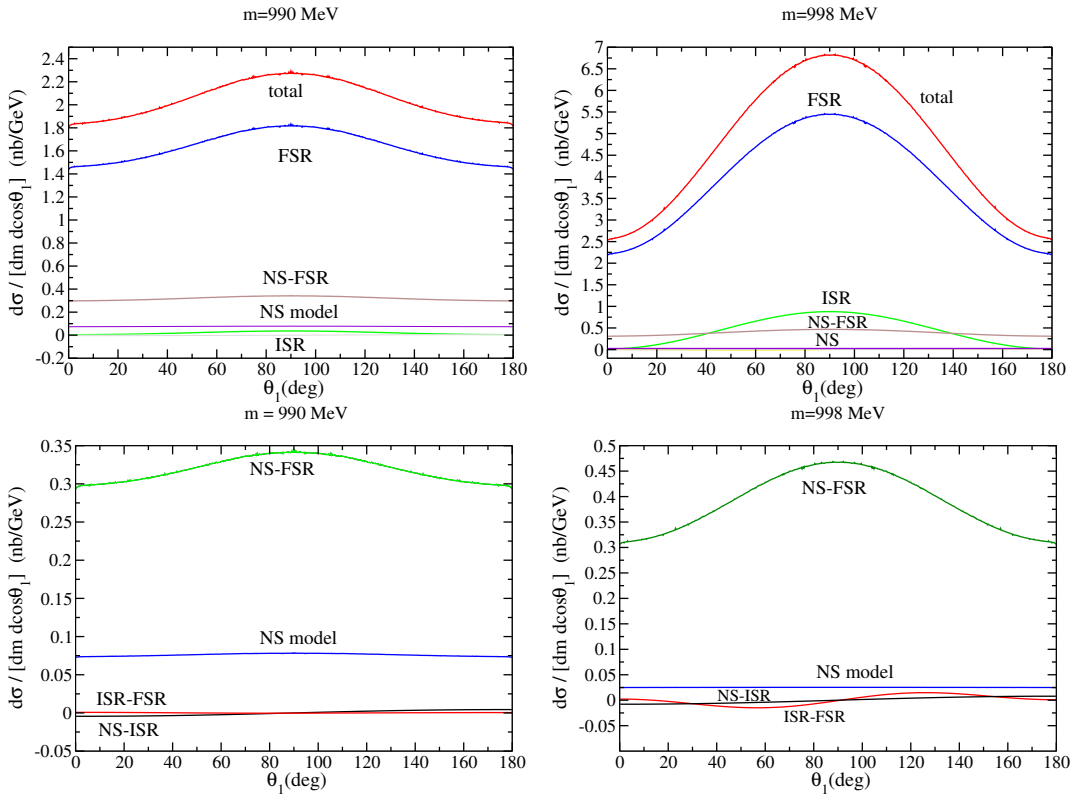 m=990 MeV
dσ / [dm dcosθ₁] (nb/GeV)
2.4
2.2
2
1.8
1.6
1.4
1.2
1
0.8
0.6
0.4
0.2
0
-0.2
total
FSR
NS-FSR
NS model
ISR
0 20 40 60 80 100 120 140 160 180
θ₁(deg)
m=998 MeV
dσ / [dm dcosθ₁] (nb/GeV)
7
6.5
6
5.5
5
4.5
4
3.5
3
2.5
2
1.5
1
0.5
0
FSR
total
ISR
NS-FSR
NS
0 20 40 60 80 100 120 140 160 180
θ₁(deg)
m = 990 MeV
dσ / [dm dcosθ₁] (nb/GeV)
0.35
0.3
0.25
0.2
0.15
0.1
0.05
0
-0.05
NS-FSR
NS model
ISR-FSR
NS-ISR
0 20 40 60 80 100 120 140 160 180
θ₁(deg)
m=998 MeV
dσ / [dm dcosθ₁] (nb/GeV)
0.5
0.45
0.4
0.35
0.3
0.25
0.2
0.15
0.1
0.05
0
-0.05
NS-FSR
NS model
NS-ISR
ISR-FSR
0 20 40 60 80 100 120 140 160 180
θ₁(deg)